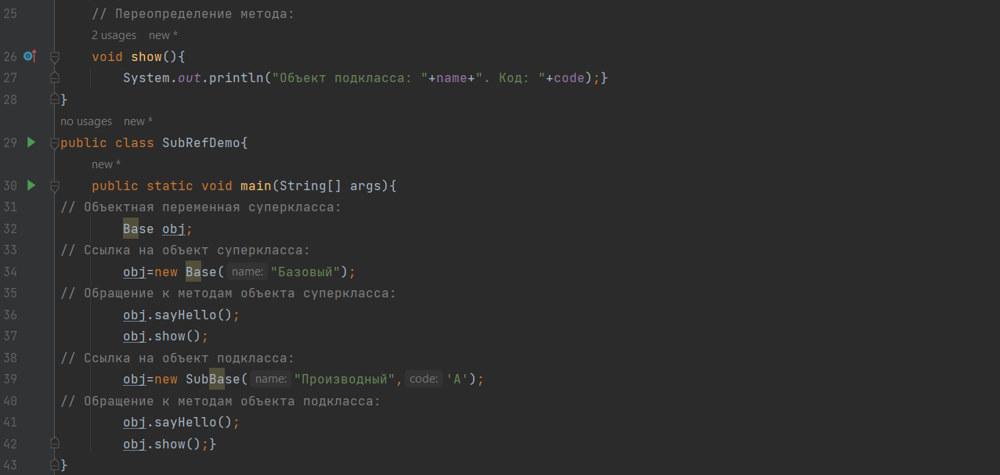 25 // Переопределение метода:
2 usages new *
26 void show(){
27 System.out.println("Объект подкласса: "+name+". Код: "+code);}
28 }
no usages new *
29 public class SubRefDemo{
new *
30 public static void main(String[] args){
31 // Объектная переменная суперкласса:
32 Base obj;
33 // Ссылка на объект суперкласса:
34 obj=new Base( name: "Базовый");
35 // Обращение к методам объекта суперкласса:
36 obj.sayHello();
37 obj.show();
38 // Ссылка на объект подкласса:
39 obj=new SubBase( name: "Производный", code: 'A');
40 // Обращение к методам объекта подкласса:
41 obj.sayHello();
42 obj.show();}
43 }